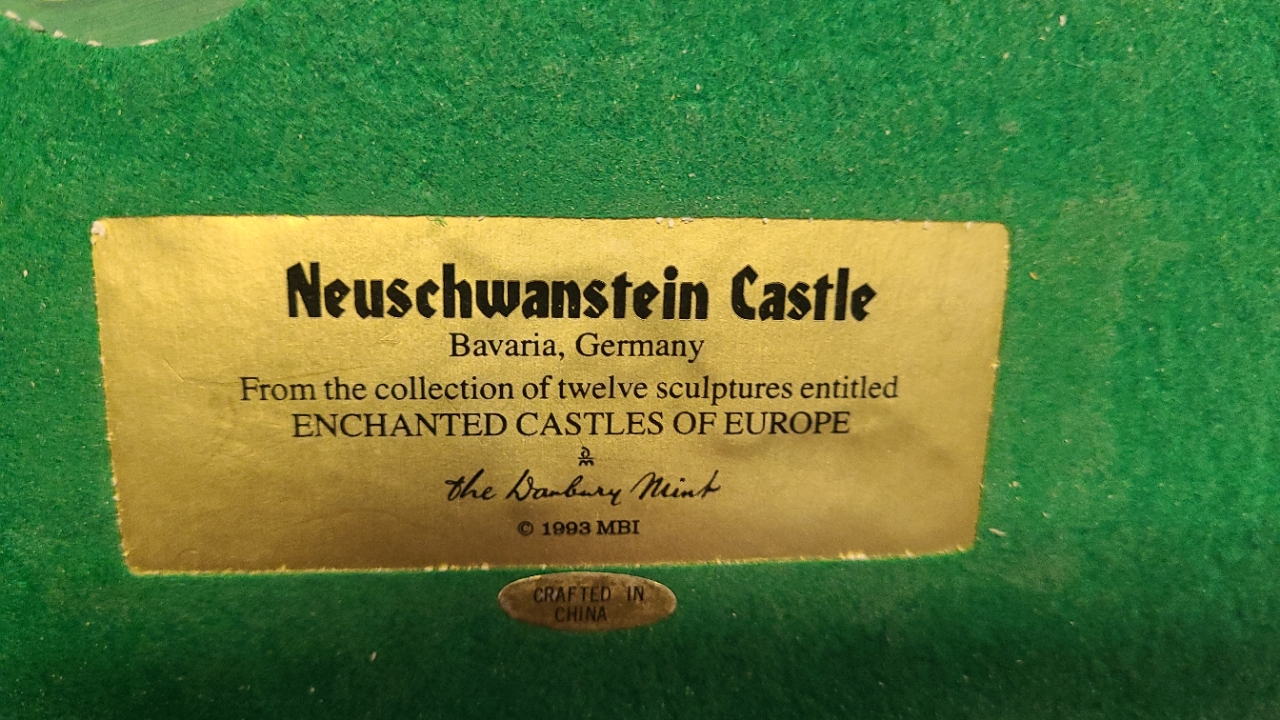 Neuschwanstein Castle
Bavaria, Germany
From the collection of twelve sculptures entitled
ENCHANTED CASTLES OF EUROPE
The Danbury Mint
© 1993 MBI
CRAFTED IN
CHINA